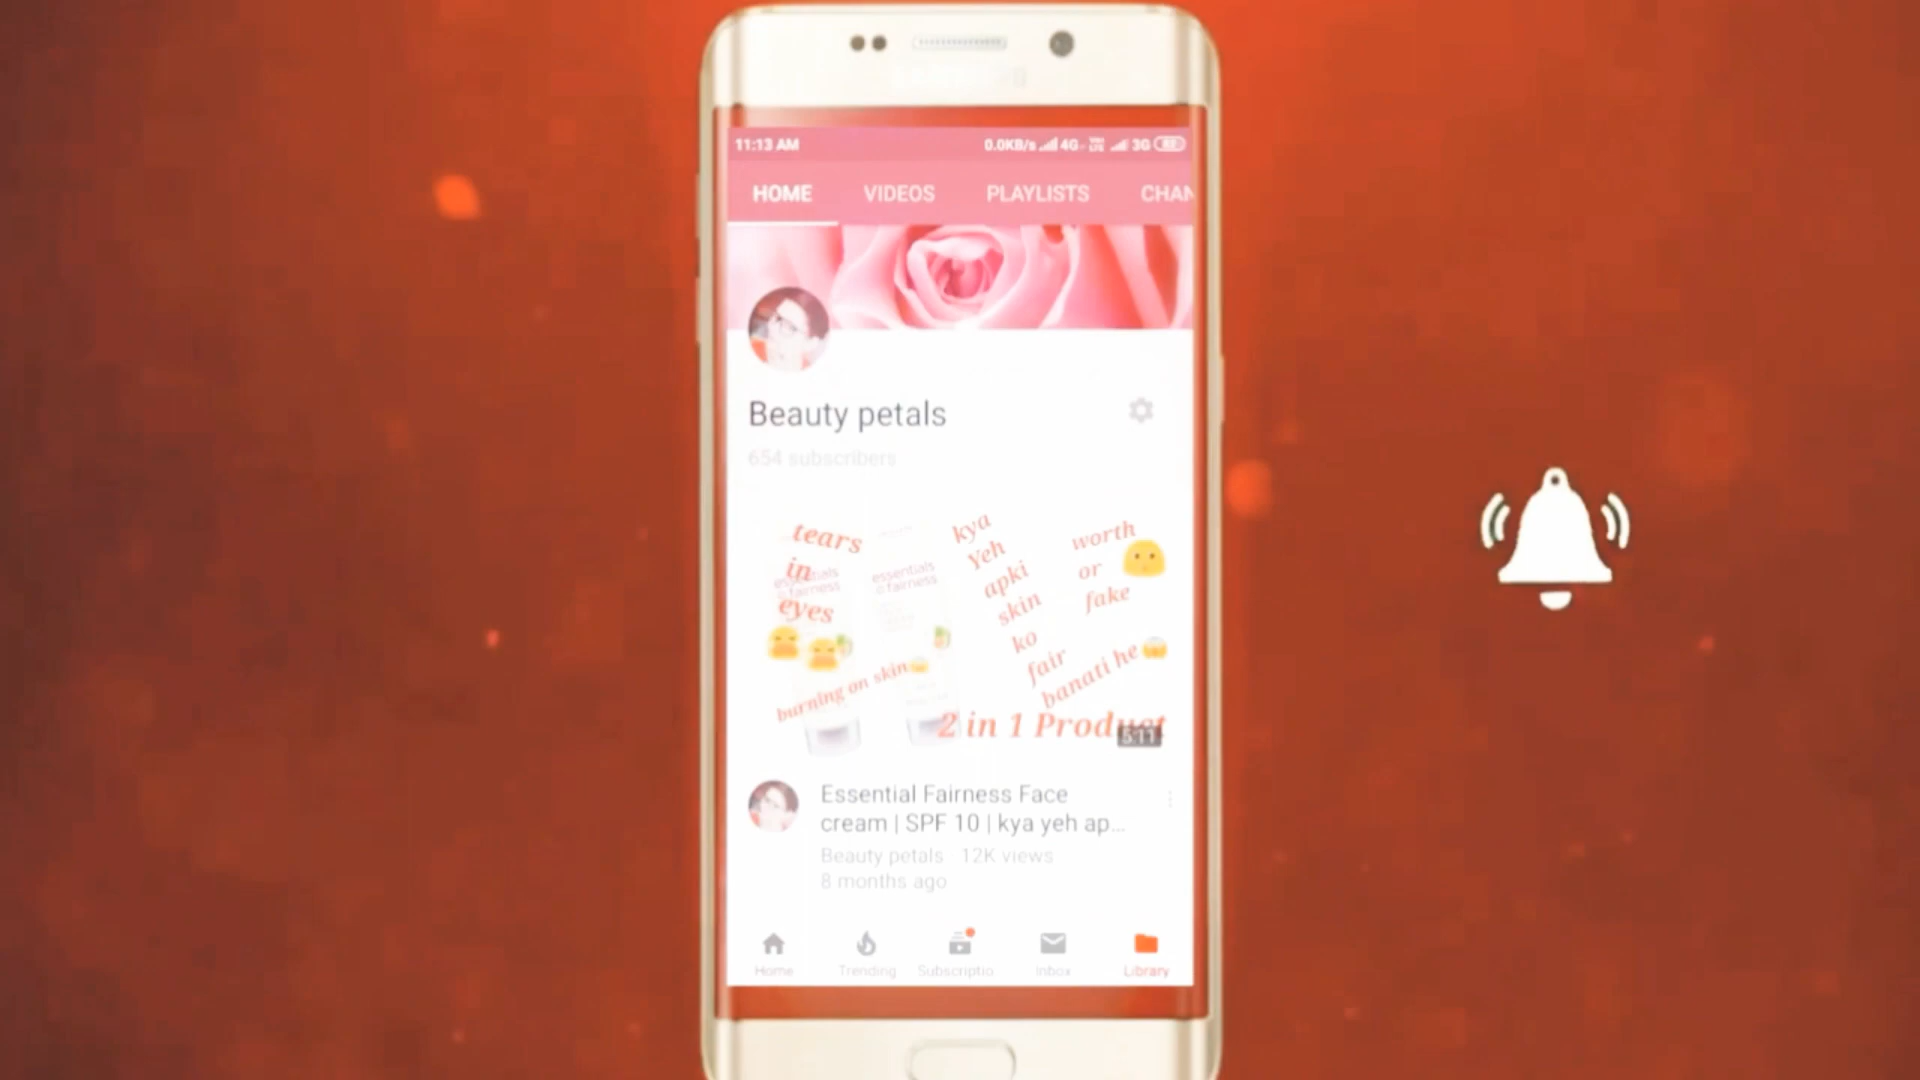 11:13 AM
0.0KB/s 4G 3G
HOME VIDEOS PLAYLISTS CHAN
Beauty petals
654 subscribers
tears
in
eyes
essentials
fairness
burning on skin
kya
Yeh
apki
skin
ko
fair
banati he
worth
or
fake
2 in 1 Product
5:11
Essential Fairness Face
cream | SPF 10 | kya yeh ap...
Beauty petals 12K views
8 months ago
Home Trending Subscriptio Inbox Library